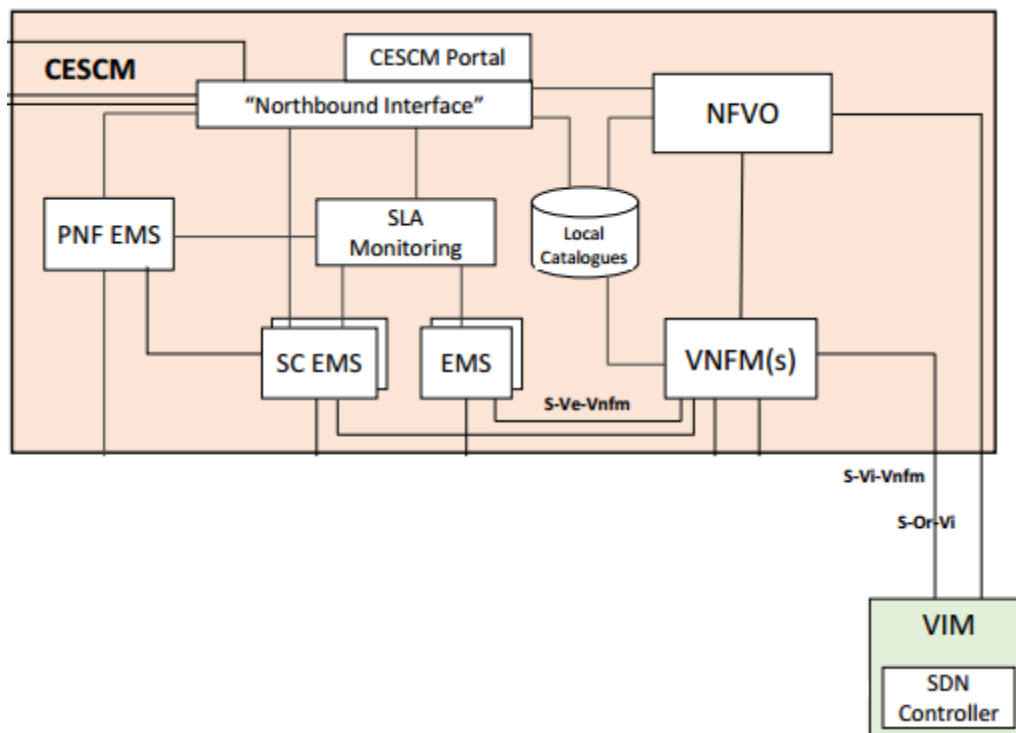 CESCM
CESCM Portal
“Northbound Interface”
NFVO
PNF EMS
SLA
Monitoring
Local
Catalogues
SC EMS
EMS
VNFM(s)
S-Ve-Vnfm
S-Vi-Vnfm
S-Or-Vi
VIM
SDN
Controller